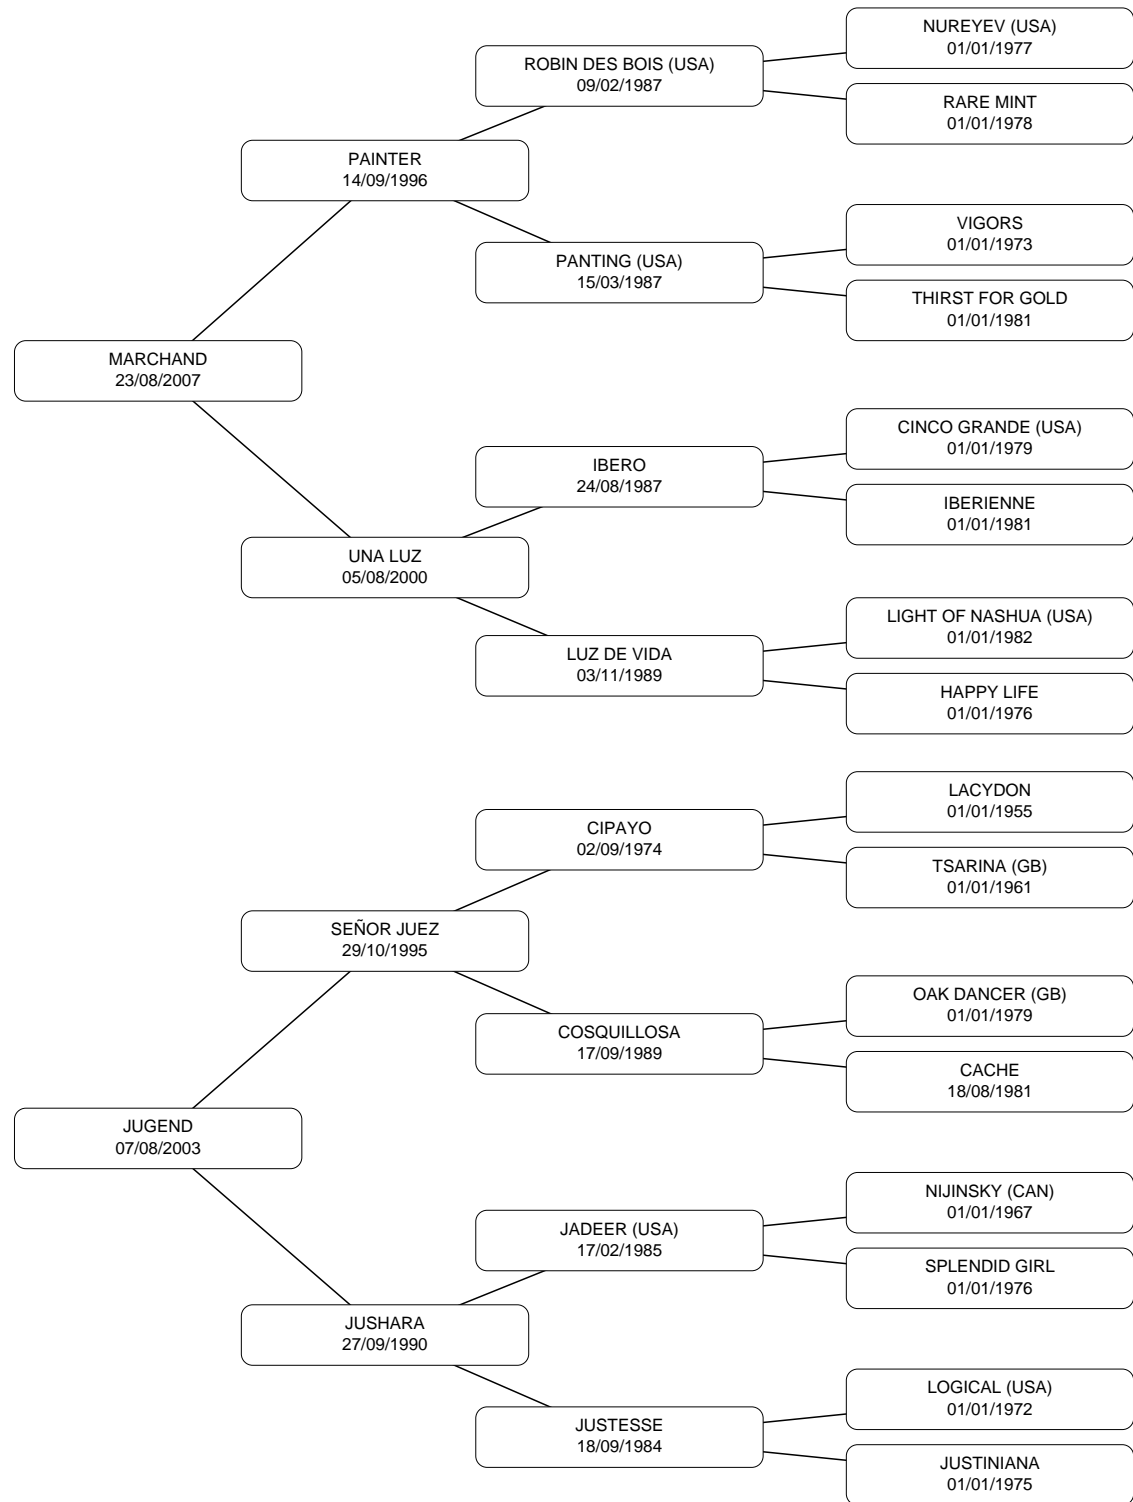 NUREYEV (USA)
01/01/1977
ROBIN DES BOIS (USA)
09/02/1987
RARE MINT
01/01/1978
PAINTER
14/09/1996
VIGORS
01/01/1973
PANTING (USA)
15/03/1987
THIRST FOR GOLD
01/01/1981
MARCHAND
23/08/2007
CINCO GRANDE (USA)
01/01/1979
IBERO
24/08/1987
IBERIENNE
01/01/1981
UNA LUZ
05/08/2000
LIGHT OF NASHUA (USA)
01/01/1982
LUZ DE VIDA
03/11/1989
HAPPY LIFE
01/01/1976
LACYDON
01/01/1955
CIPAYO
02/09/1974
TSARINA (GB)
01/01/1961
SEÑOR JUEZ
29/10/1995
OAK DANCER (GB)
01/01/1979
COSQUILLOSA
17/09/1989
CACHE
18/08/1981
JUGEND
07/08/2003
NIJINSKY (CAN)
01/01/1967
JADEER (USA)
17/02/1985
SPLENDID GIRL
01/01/1976
JUSHARA
27/09/1990
LOGICAL (USA)
01/01/1972
JUSTESSE
18/09/1984
JUSTINIANA
01/01/1975